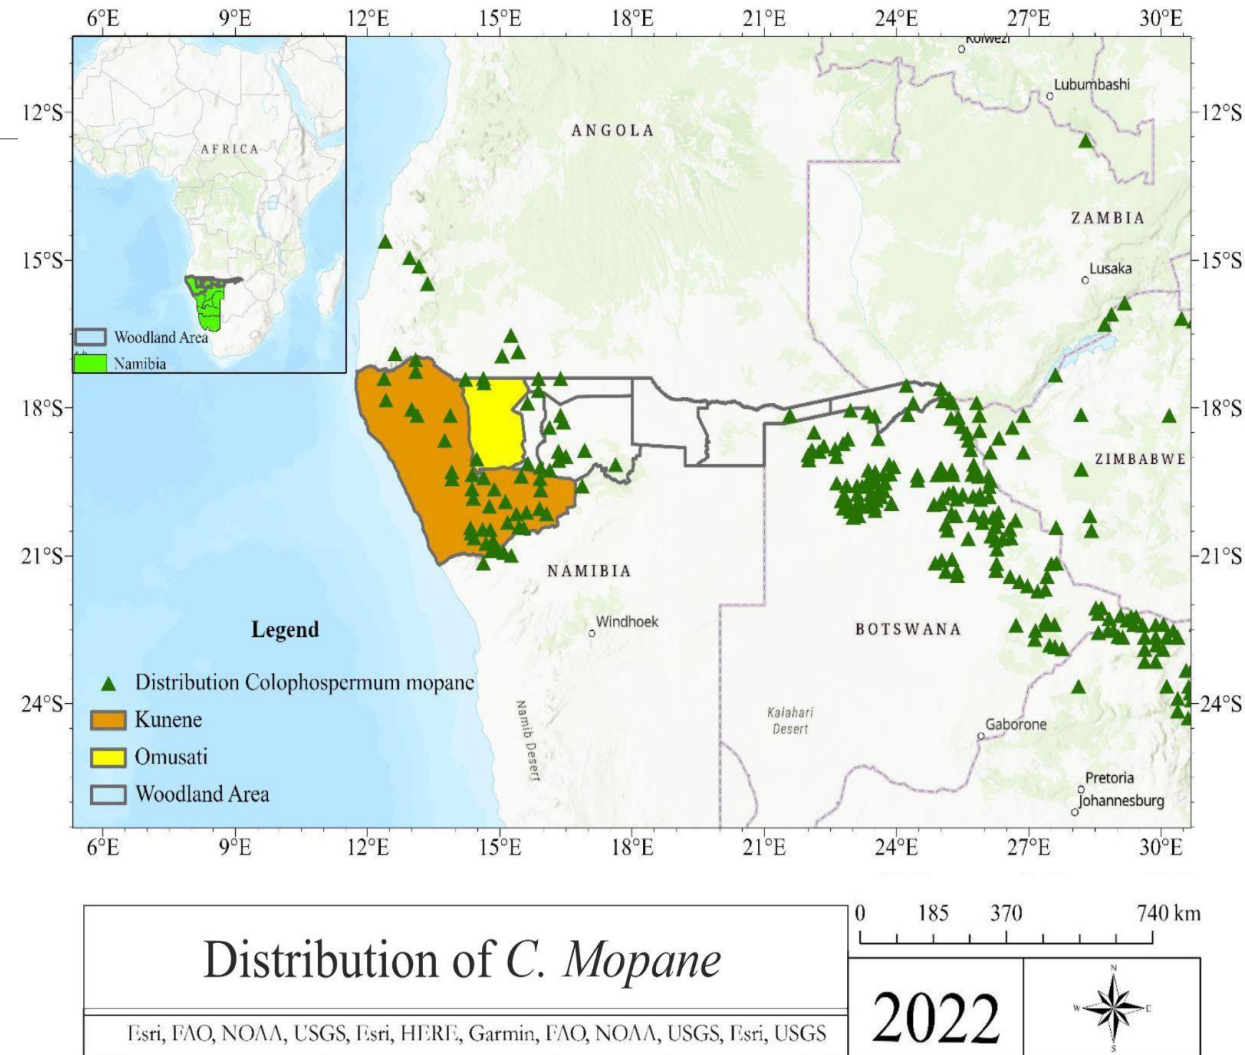 6°E 9°E 12°E 15°E 18°E 21°E 24°E 27°E 30°E
Kolwezi
Lubumbashi
12°S 12°S
ANGOLA
AFRICA
ZAMBIA
15°S 15°S
Lusaka
Woodland Area
Namibia
18°S 18°S
ZIMBABWE
21°S 21°S
NAMIBIA
Windhoek
BOTSWANA
Legend
Distribution Colophospermum mopane
Kunene
Omusati
Woodland Area
24°S 24°S
Namib Desert
Kalahari
Desert
Gaborone
Pretoria
Johannesburg
6°E 9°E 12°E 15°E 18°E 21°E 24°E 27°E 30°E
0 185 370 740 km
Distribution of C. Mopane
Esri, FAO, NOAA, USGS, Esri, HERE, Garmin, FAO, NOAA, USGS, Esri, USGS
2022
N
W E
S